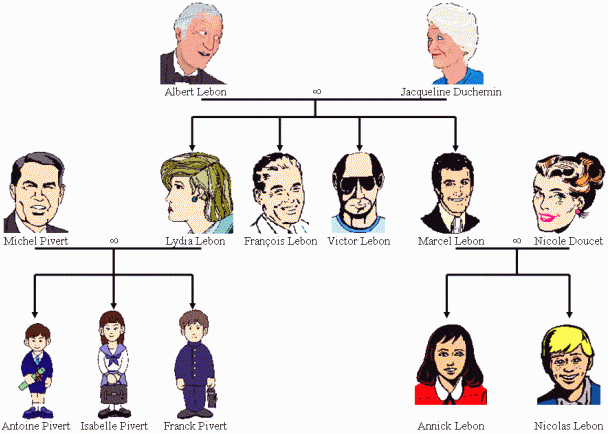 Albert Lebon ∞ Jacqueline Duchemin
Michel Pivert ∞ Lydia Lebon François Lebon Victor Lebon Marcel Lebon ∞ Nicole Doucet
Antoine Pivert Isabelle Pivert Franck Pivert Annick Lebon Nicolas Lebon